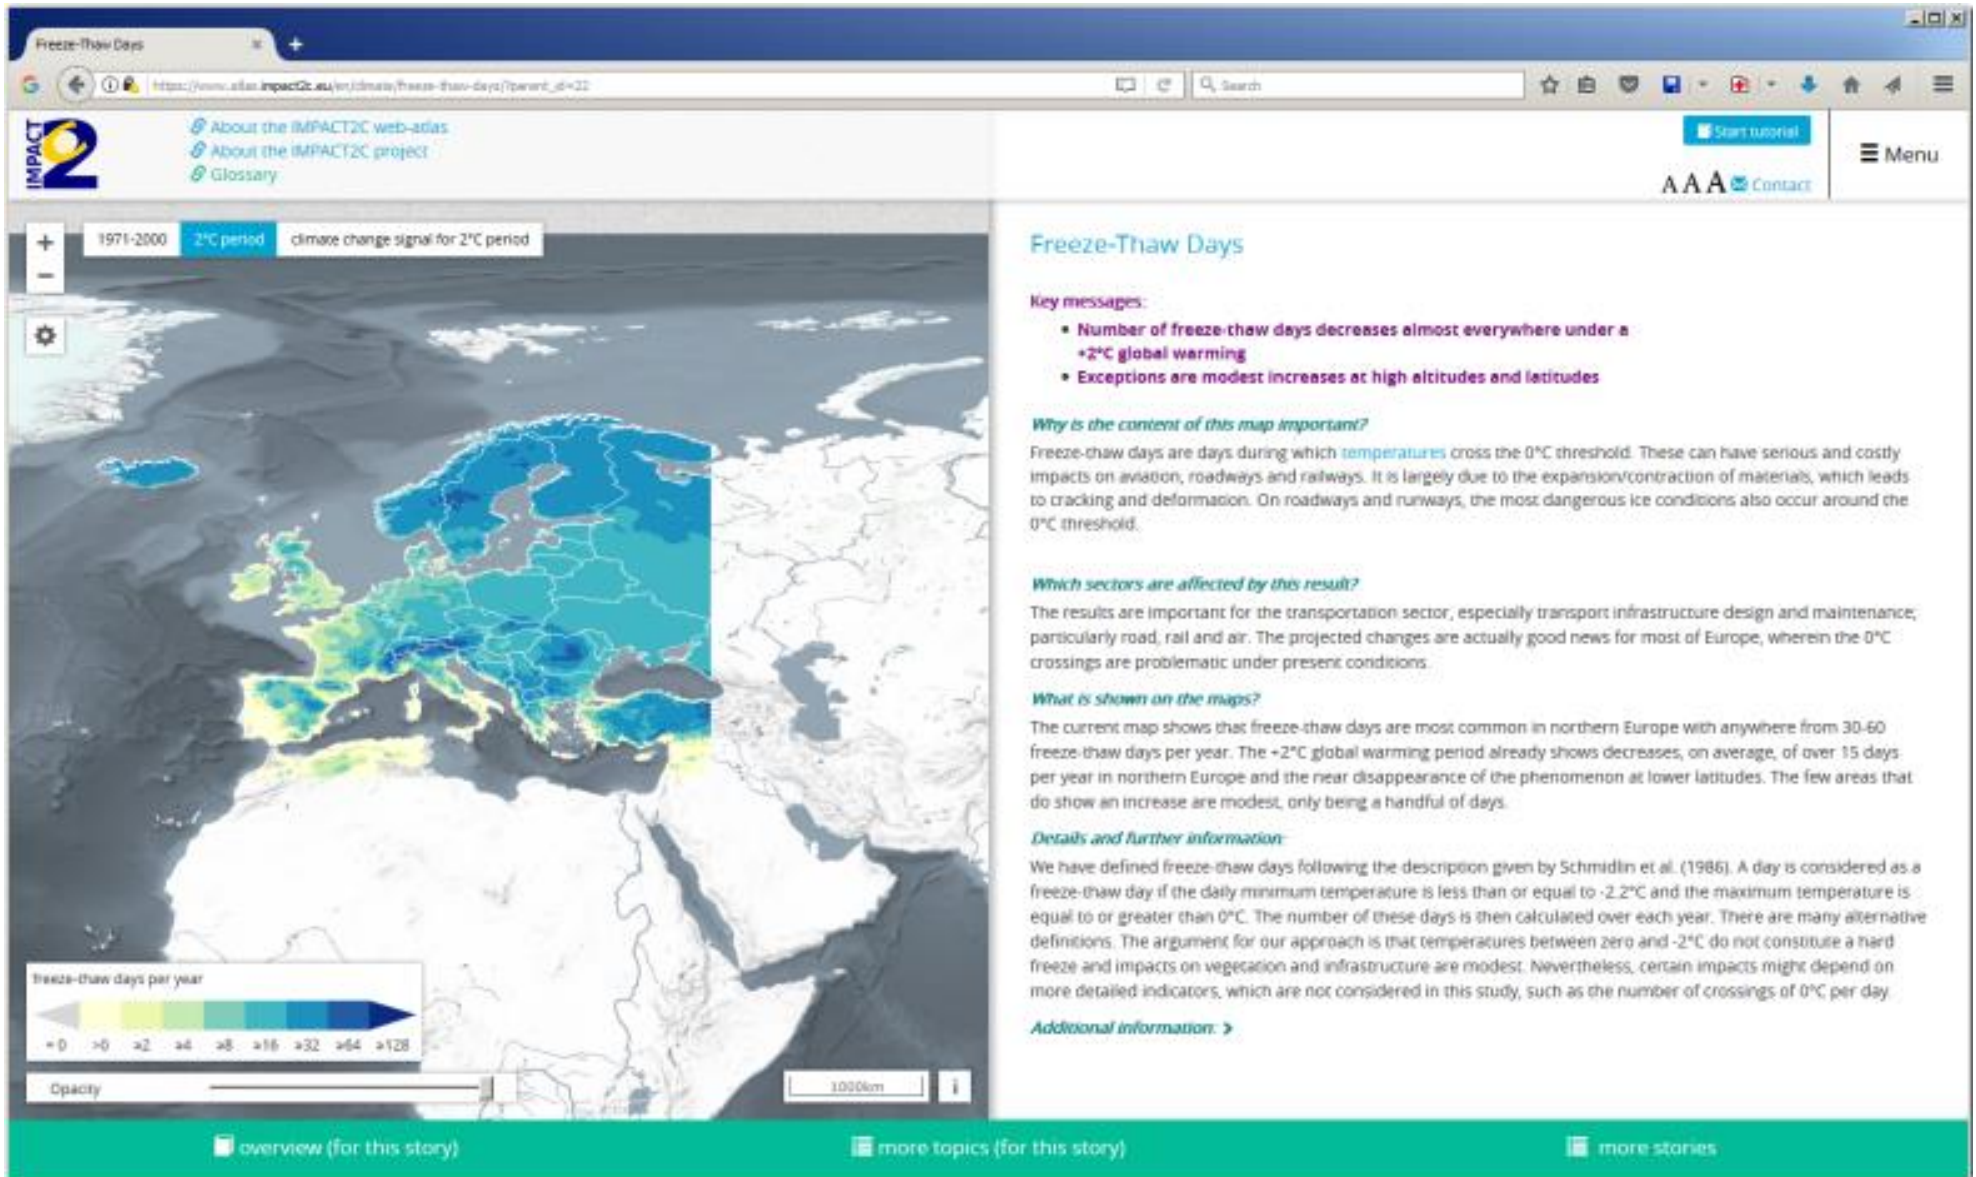 Freeze-Thaw Days
https://www.atlas.impact2c.eu/en/climate/freeze-thaw-days/?parent_id=22
Search
IMPACT 2
About the IMPACT2C web-atlas
About the IMPACT2C project
Glossary
Start tutorial
A A A Contact
Menu
1971-2000 2°C period climate change signal for 2°C period
Freeze-Thaw Days
Key messages:
• Number of freeze-thaw days decreases almost everywhere under a
+2°C global warming
• Exceptions are modest increases at high altitudes and latitudes
Why is the content of this map important?
Freeze-thaw days are days during which temperatures cross the 0°C threshold. These can have serious and costly
impacts on aviation, roadways and railways. It is largely due to the expansion/contraction of materials, which leads
to cracking and deformation. On roadways and runways, the most dangerous ice conditions also occur around the
0°C threshold.
Which sectors are affected by this result?
The results are important for the transportation sector, especially transport infrastructure design and maintenance,
particularly road, rail and air. The projected changes are actually good news for most of Europe, wherein the 0°C
crossings are problematic under present conditions.
What is shown on the maps?
The current map shows that freeze-thaw days are most common in northern Europe with anywhere from 30-60
freeze-thaw days per year. The +2°C global warming period already shows decreases, on average, of over 15 days
per year in northern Europe and the near disappearance of the phenomenon at lower latitudes. The few areas that
do show an increase are modest, only being a handful of days.
Details and further information:
We have defined freeze-thaw days following the description given by Schmidlin et al. (1986). A day is considered as a
freeze-thaw day if the daily minimum temperature is less than or equal to -2.2°C and the maximum temperature is
equal to or greater than 0°C. The number of these days is then calculated over each year. There are many alternative
definitions. The argument for our approach is that temperatures between zero and -2°C do not constitute a hard
freeze and impacts on vegetation and infrastructure are modest. Nevertheless, certain impacts might depend on
more detailed indicators, which are not considered in this study, such as the number of crossings of 0°C per day.
Additional information:
freeze-thaw days per year
= 0 >0 ≥2 ≥4 ≥8 ≥16 ≥32 ≥64 ≥128
Opacity
1000km
i
overview (for this story)
more topics (for this story)
more stories